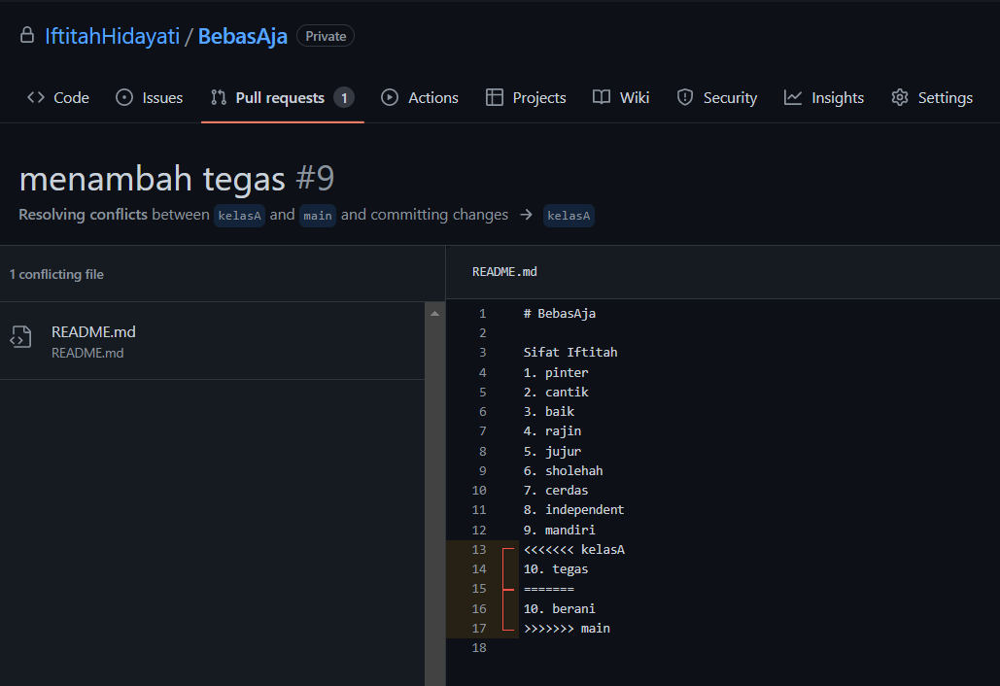 IftitahHidayati / BebasAja Private
Code Issues Pull requests 1 Actions Projects Wiki Security Insights Settings
menambah tegas #9
Resolving conflicts between kelasA and main and committing changes → kelasA
1 conflicting file
README.md
README.md
README.md
1 # BebasAja
2
3 Sifat Iftitah
4 1. pinter
5 2. cantik
6 3. baik
7 4. rajin
8 5. jujur
9 6. sholehah
10 7. cerdas
11 8. independent
12 9. mandiri
13 <<<<<<< kelasA
14 10. tegas
15 =======
16 10. berani
17 >>>>>>> main
18